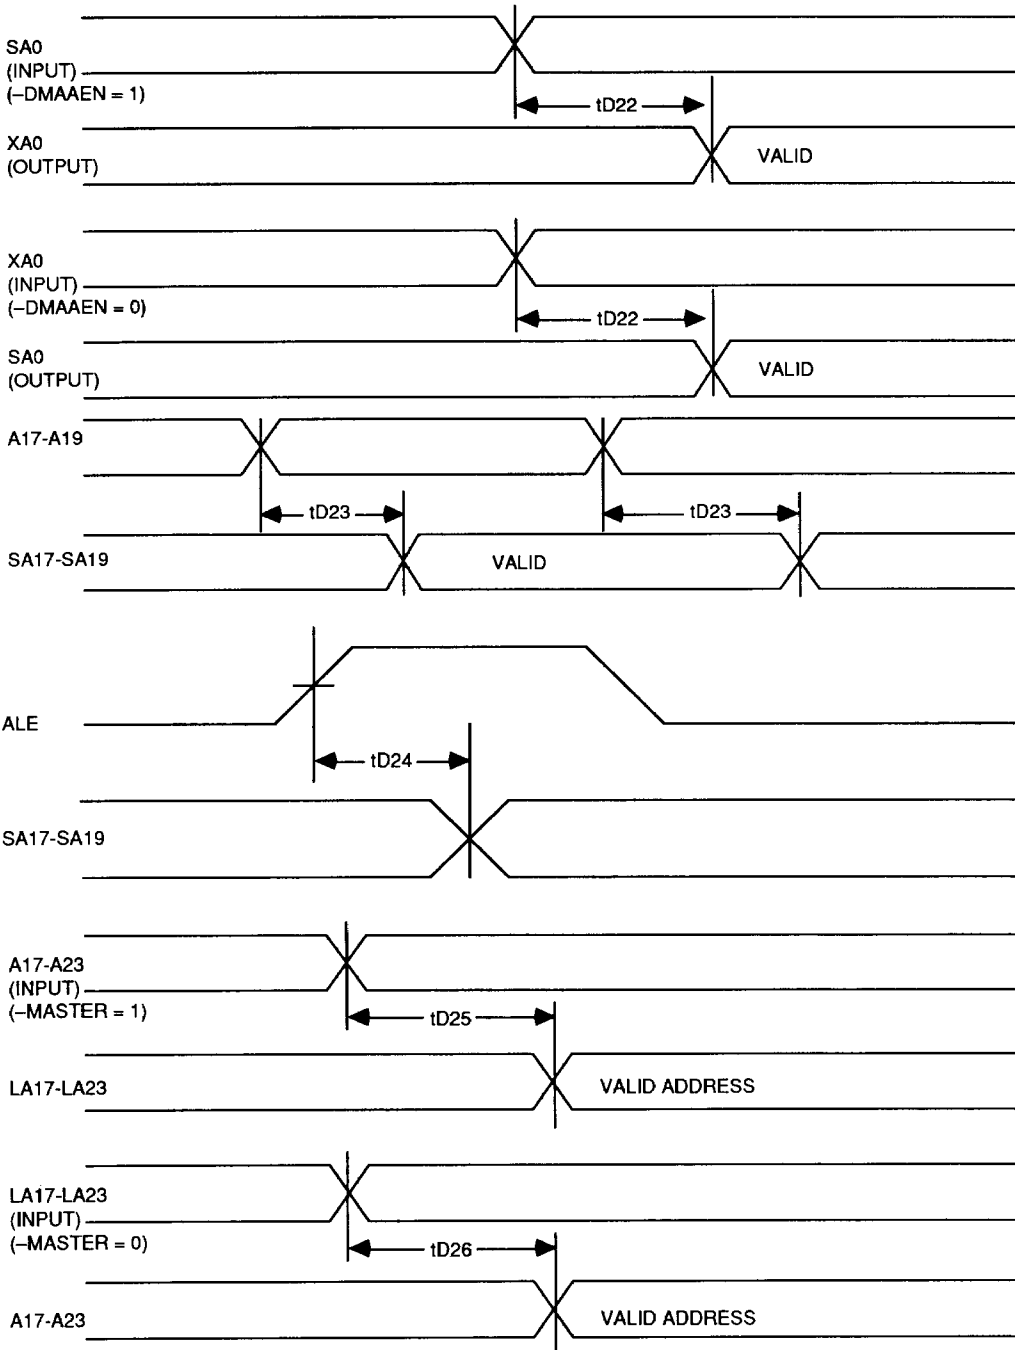 SA0
(INPUT)
(–DMAAEN = 1)
tD22
XA0
(OUTPUT)
VALID
XA0
(INPUT)
(–DMAAEN = 0)
tD22
SA0
(OUTPUT)
VALID
A17-A19
tD23
tD23
SA17-SA19
VALID
ALE
tD24
SA17-SA19
A17-A23
(INPUT)
(–MASTER = 1)
tD25
LA17-LA23
VALID ADDRESS
LA17-LA23
(INPUT)
(–MASTER = 0)
tD26
A17-A23
VALID ADDRESS